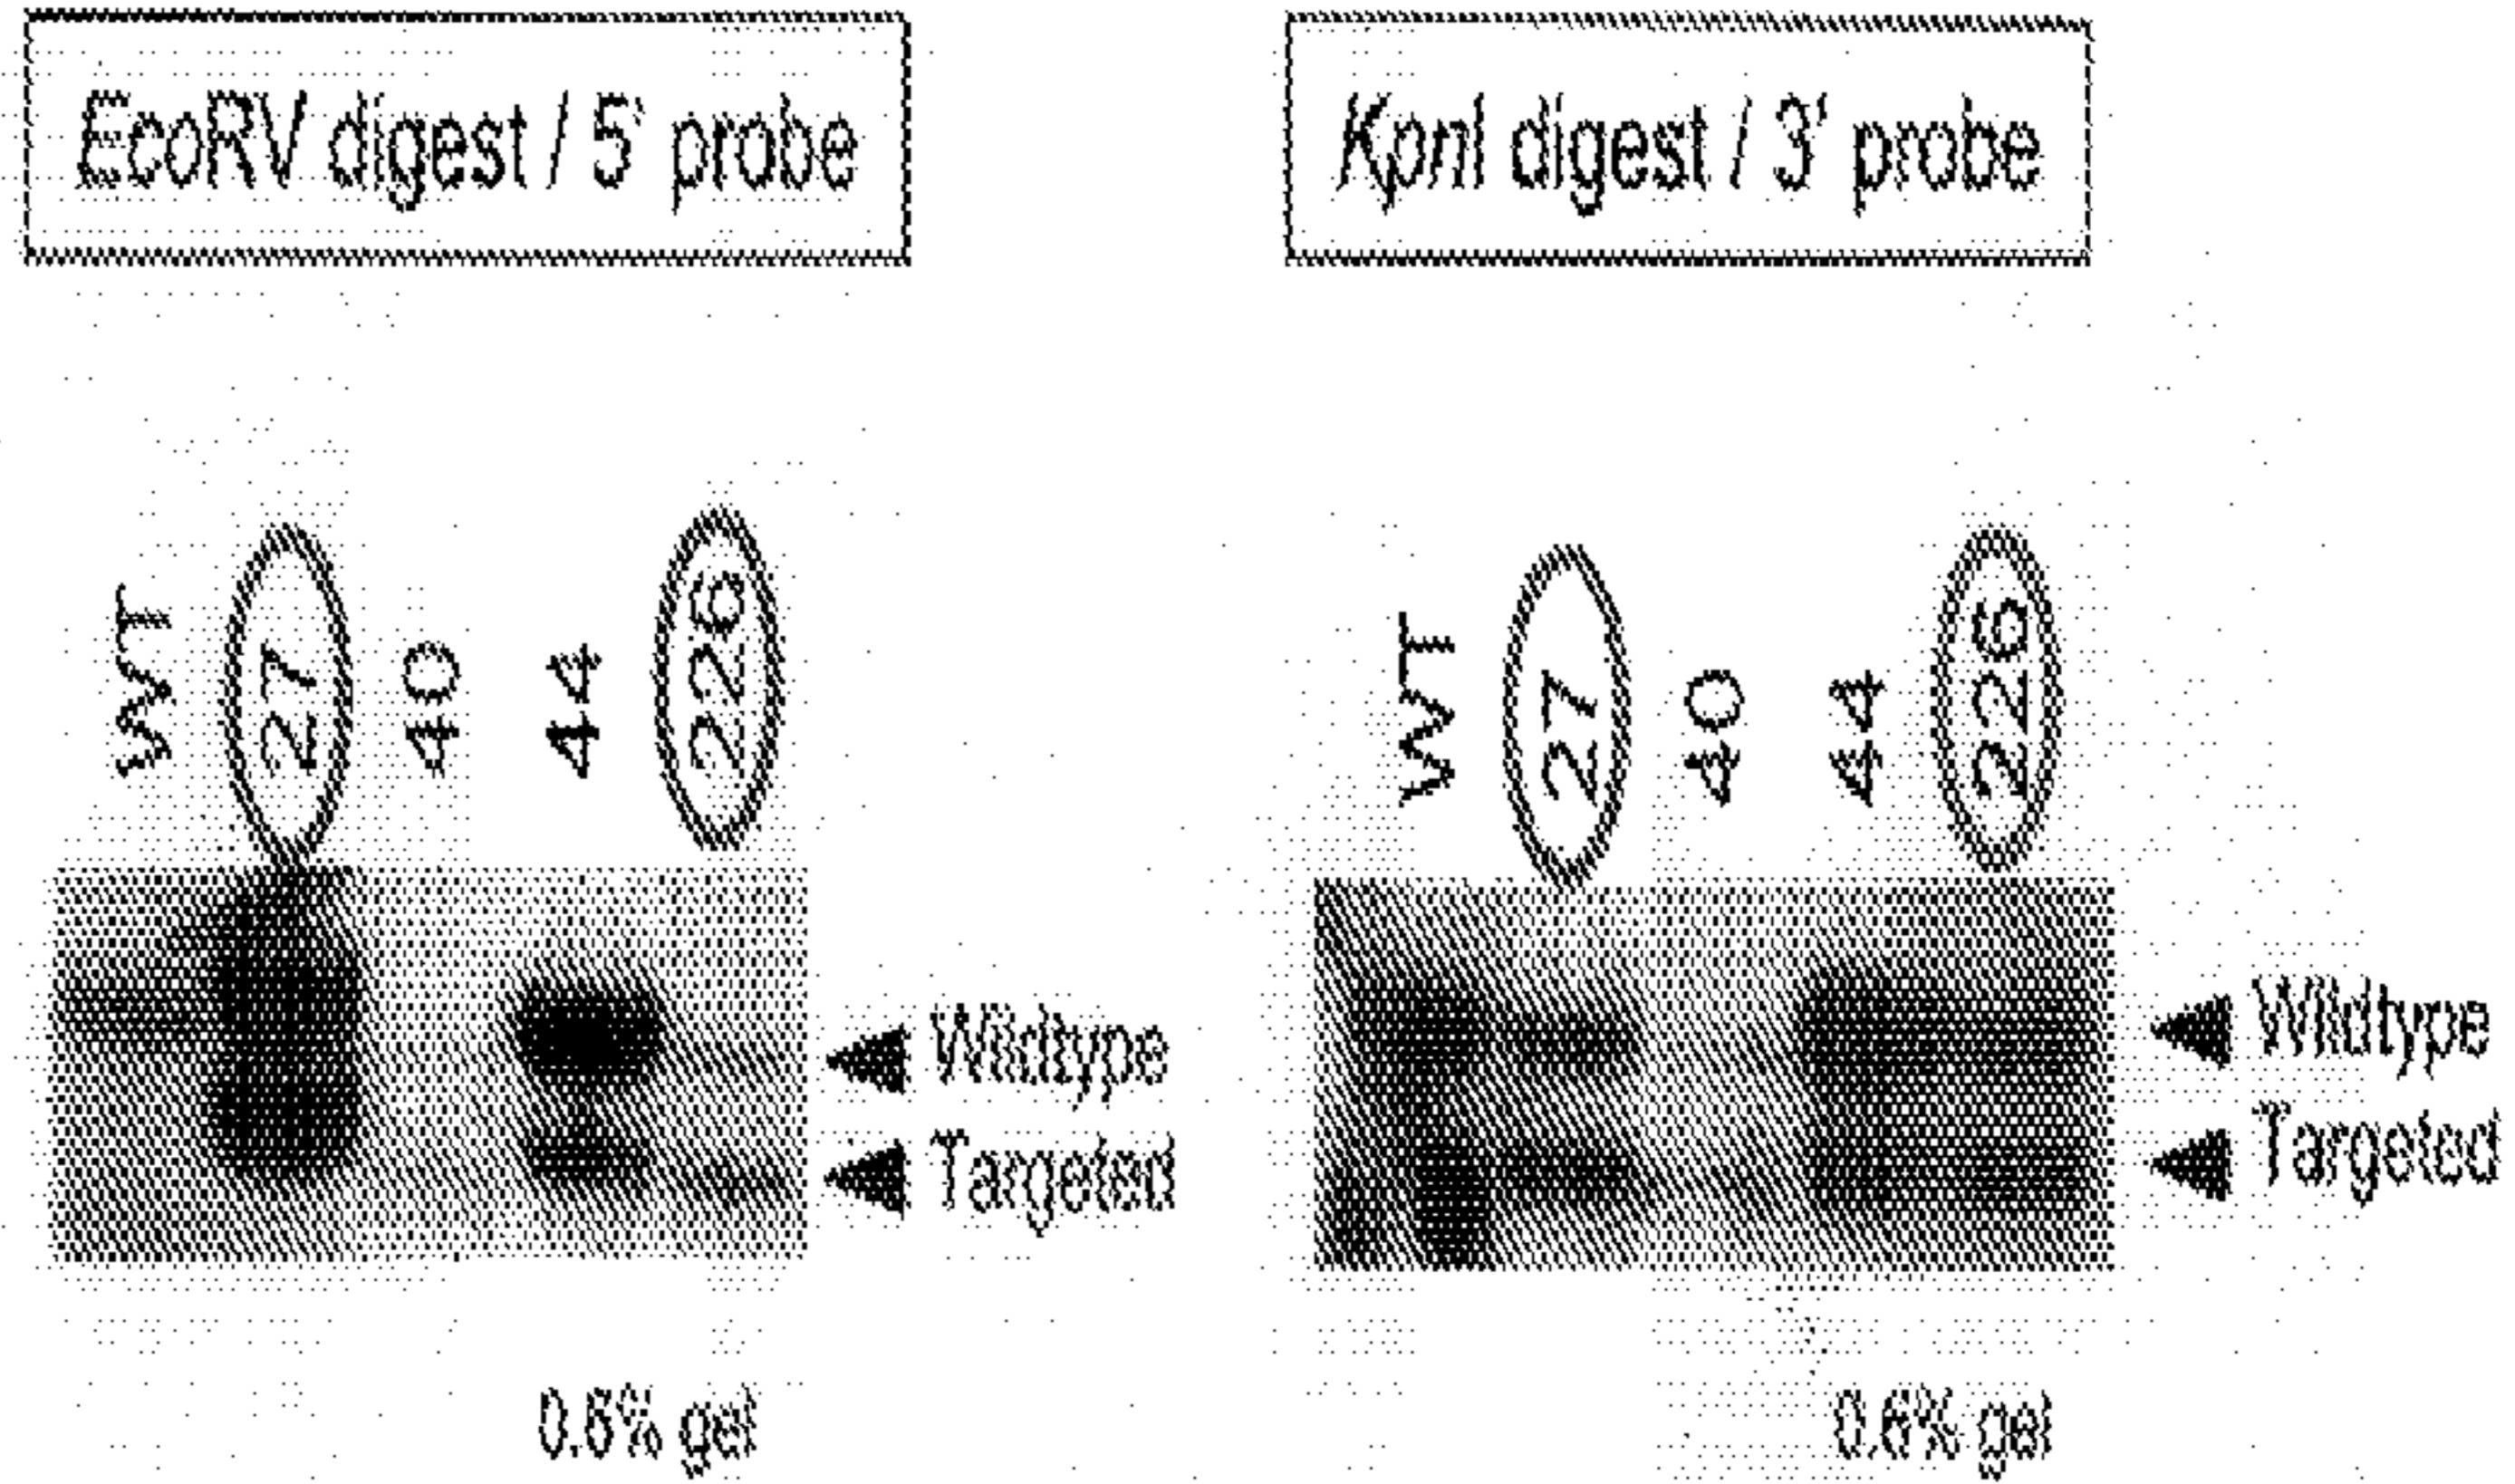 EcoRV digest / 5' probe
KpnI digest / 3' probe
WT 27 40 44 226
WT 27 40 44 226
Wildtype
Targeted
Wildtype
Targeted
0.6% gel
0.6% gel